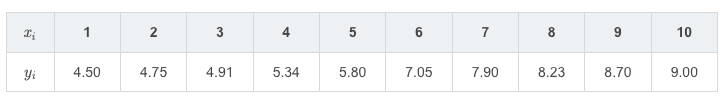 xᵢ 1 2 3 4 5 6 7 8 9 10
yᵢ 4.50 4.75 4.91 5.34 5.80 7.05 7.90 8.23 8.70 9.00